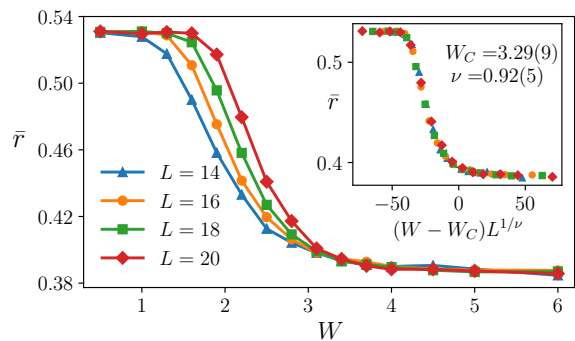 0.54
0.50
0.46
0.42
0.38
r̄
1
2
3
4
5
6
W
L = 14
L = 16
L = 18
L = 20
0.5
0.4
r̄
−50
0
50
(W − W_C)L^{1/ν}
W_C = 3.29(9)
ν = 0.92(5)